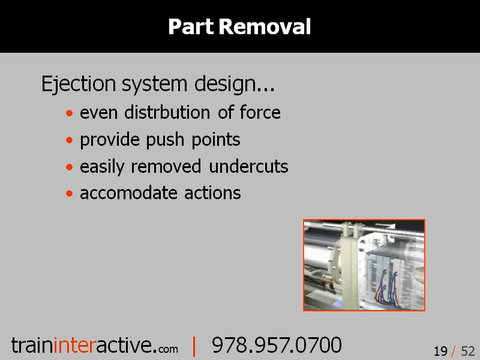 Part Removal
Ejection system design...
• even distrbution of force
• provide push points
• easily removed undercuts
• accomodate actions
traininteractive.com | 978.957.0700
19 / 52